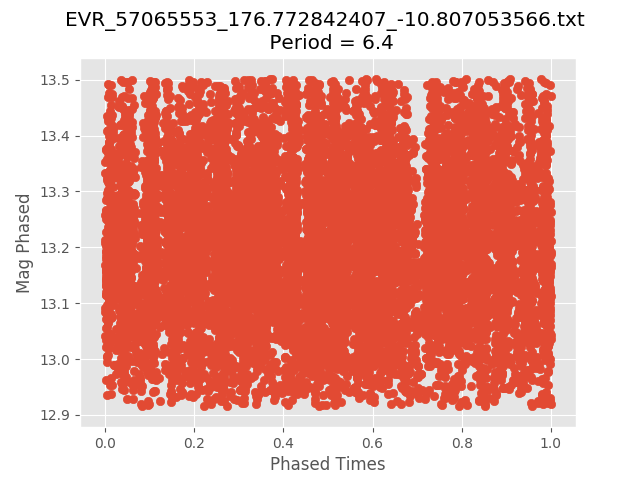 EVR_57065553_176.772842407_-10.807053566.txt
Period = 6.4
13.5
13.4
13.3
13.2
13.1
13.0
12.9
Mag Phased
0.0 0.2 0.4 0.6 0.8 1.0
Phased Times